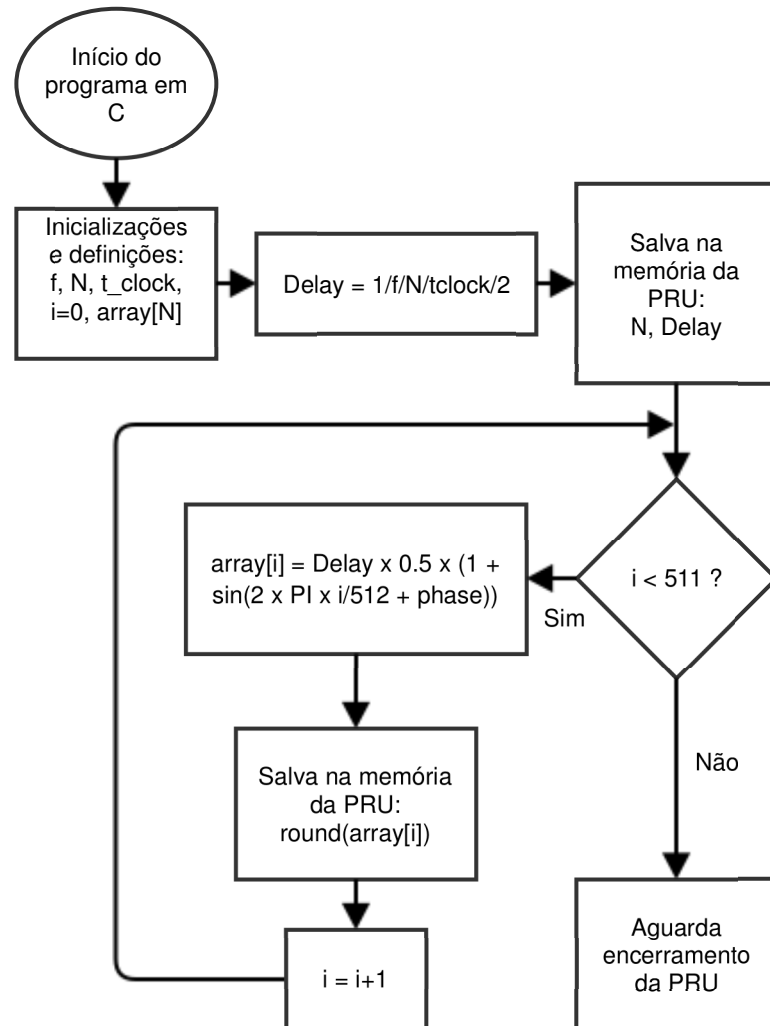 Início do
programa em
C
Inicializações
e definições:
f, N, t_clock,
i=0, array[N]
Delay = 1/f/N/tclock/2
Salva na
memória da
PRU:
N, Delay
i < 511 ?
Sim
array[i] = Delay x 0.5 x (1 +
sin(2 x PI x i/512 + phase))
Salva na memória
da PRU:
round(array[i])
i = i+1
Não
Aguarda
encerramento
da PRU